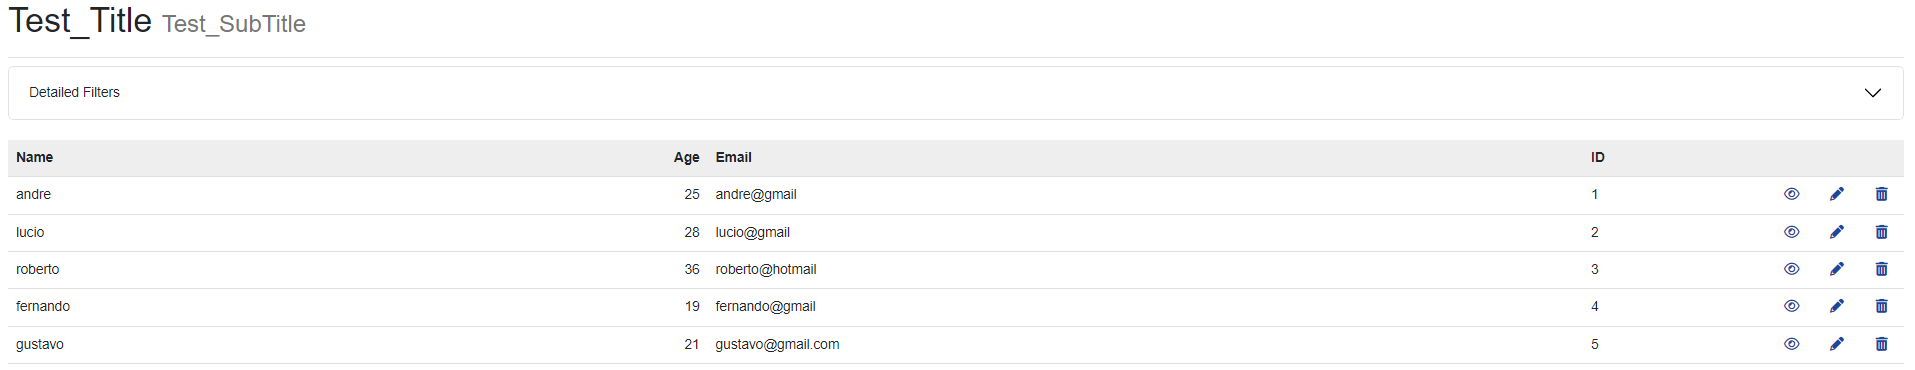 Test_Title Test_SubTitle
Detailed Filters
Name Age Email ID
andre 25 andre@gmail 1
lucio 28 lucio@gmail 2
roberto 36 roberto@hotmail 3
fernando 19 fernando@gmail 4
gustavo 21 gustavo@gmail.com 5